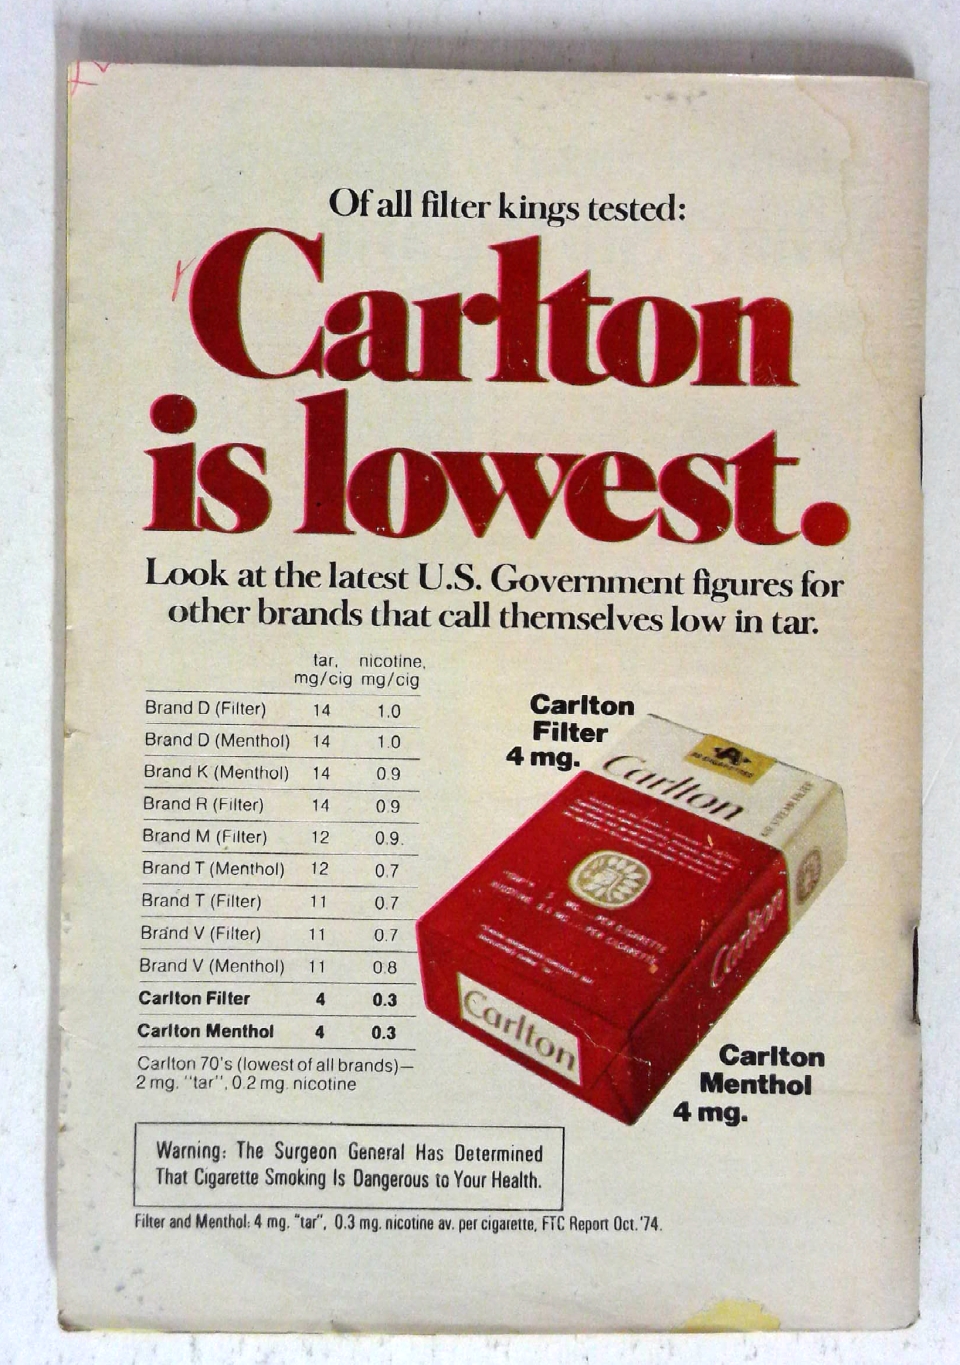 Of all filter kings tested:
Carlton
is lowest.
Look at the latest U.S. Government figures for
other brands that call themselves low in tar.
tar, nicotine,
mg/cig mg/cig
Brand D (Filter) 14 1.0
Brand D (Menthol) 14 1.0
Brand K (Menthol) 14 0.9
Brand R (Filter) 14 0.9
Brand M (Filter) 12 0.9
Brand T (Menthol) 12 0.7
Brand T (Filter) 11 0.7
Brand V (Filter) 11 0.7
Brand V (Menthol) 11 0.8
Carlton Filter 4 0.3
Carlton Menthol 4 0.3
Carlton 70's (lowest of all brands)—
2 mg. "tar", 0.2 mg. nicotine
Carlton
Filter
4 mg.
Carlton
PER CIGARETTE
PER CIGARETTE
Carlton
Carlton
Carlton
Menthol
4 mg.
Warning: The Surgeon General Has Determined
That Cigarette Smoking Is Dangerous to Your Health.
Filter and Menthol: 4 mg. "tar", 0.3 mg. nicotine av. per cigarette, FTC Report Oct. '74.